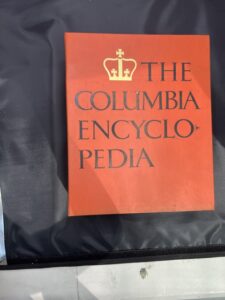 THE
COLUMBIA
ENCYCLO-
PEDIA